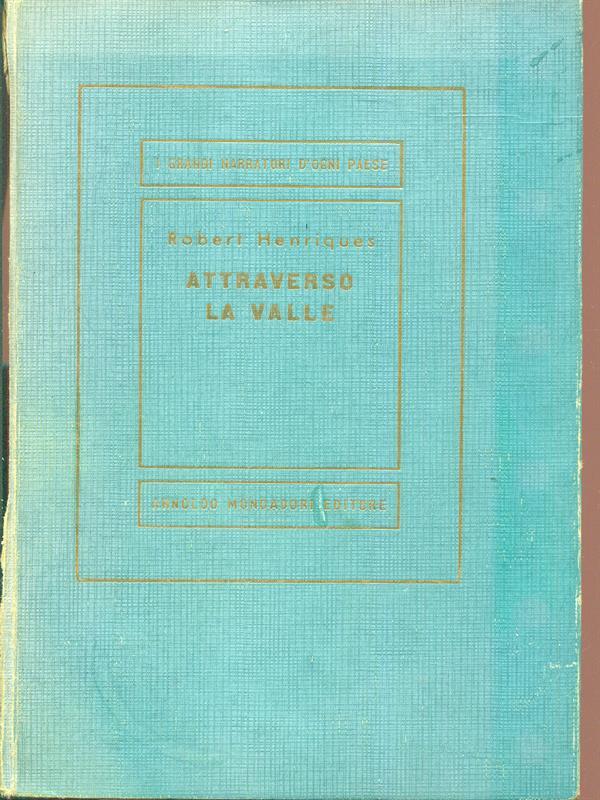 I GRANDI NARRATORI D'OGNI PAESE
Robert Henriques
ATTRAVERSO
LA VALLE
ARNOLDO MONDADORI EDITORE